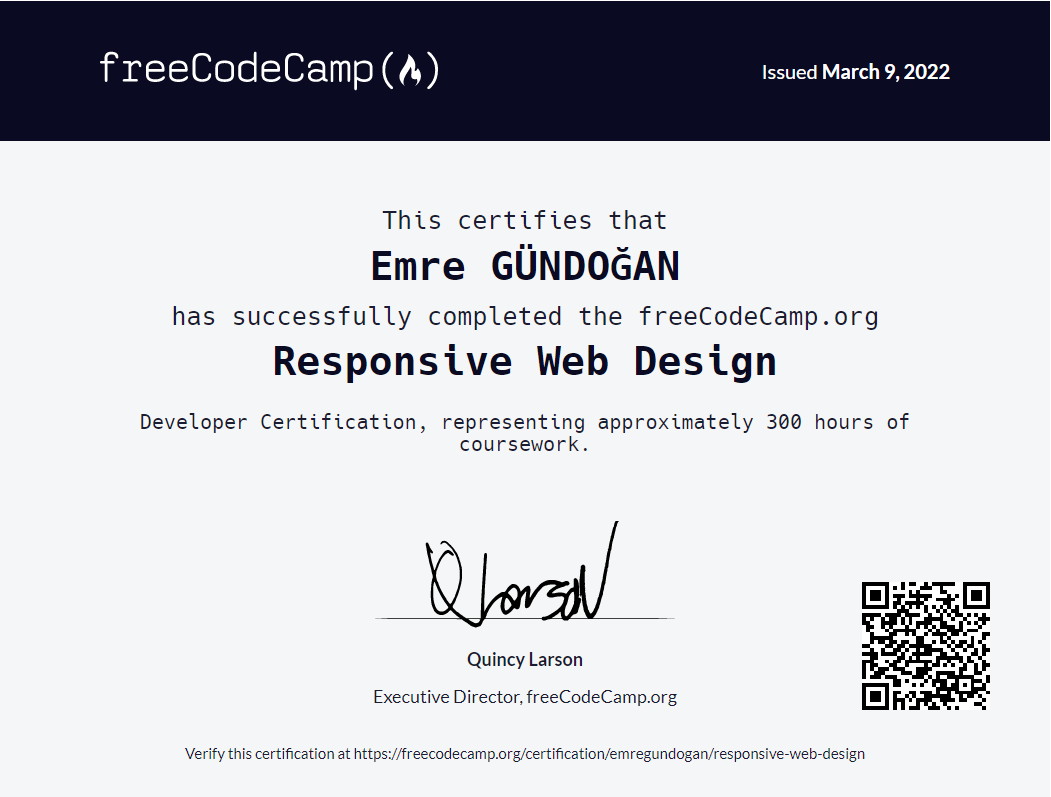 freeCodeCamp(🔥)
Issued March 9, 2022
This certifies that
Emre GÜNDOĞAN
has successfully completed the freeCodeCamp.org
Responsive Web Design
Developer Certification, representing approximately 300 hours of
coursework.
Q Larson
Quincy Larson
Executive Director, freeCodeCamp.org
Verify this certification at https://freecodecamp.org/certification/emregundogan/responsive-web-design